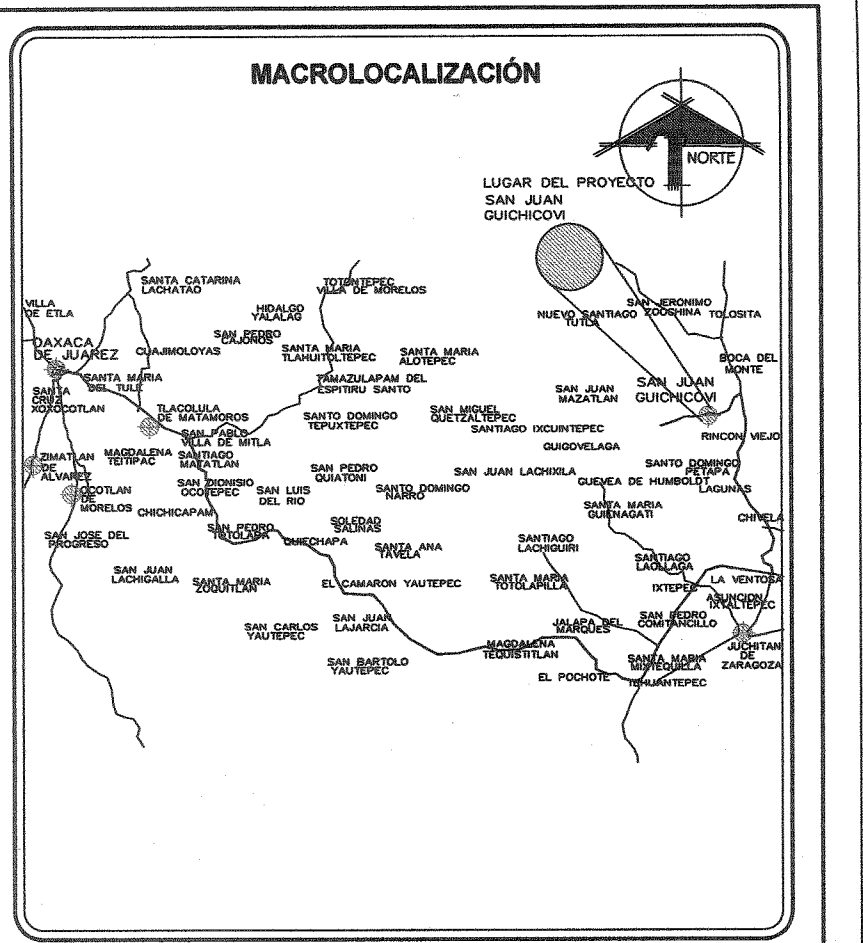 MACROLOCALIZACIÓN
NORTE
LUGAR DEL PROYECTO
SAN JUAN
GUICHICOVI
SANTA CATARINA
LACHATAO
TOTONTEPEC
VILLA DE MORELOS
VILLA
DE ETLA
HIDALGO
YALALAG
SAN JERONIMO
ZOOCHINA
NUEVO SANTIAGO
TUTLA
TOLOSITA
OAXACA
DE JUAREZ
CUAJIMOLOYAS
SAN PEDRO
CAJONOS
SANTA MARIA
TLAHUITOLTEPEC
SANTA MARIA
ALOTEPEC
BOCA DEL
MONTE
SANTA MARIA
DEL TULE
TAMAZULAPAM DEL
ESPITIRU SANTO
SAN JUAN
MAZATLAN
SAN JUAN
GUICHICOVI
SANTA
CRUZ
XOXOCOTLAN
TLACOLULA
DE MATAMOROS
SANTO DOMINGO
TEPUXTEPEC
SAN MIGUEL
QUETZALTEPEC
SANTIAGO IXCUINTEPEC
SAN PABLO
VILLA DE MITLA
RINCON VIEJO
GUIGOVELAGA
ZIMATLAN
DE
ALVAREZ
MAGDALENA
TEITIPAC
SANTIAGO
MATATLAN
SAN PEDRO
QUIATONI
SAN JUAN LACHIXILA
SANTO DOMINGO
PETAPA
GUEVEA DE HUMBOLDT
LAGUNAS
OCOTLAN
DE
MORELOS
SAN DIONISIO
OCOTEPEC
SAN LUIS
DEL RIO
SANTO DOMINGO
NARRO
SANTA MARIA
GUIENAGATI
CHICHICAPAM
CHIVELA
SAN JOSE DEL
PROGRESO
SAN PEDRO
TOTOLAPA
QUIECHAPA
SOLEDAD
SALINAS
SANTA ANA
TAVELA
SANTIAGO
LACHIGUIRI
SANTIAGO
LAOLLAGA
SAN JUAN
LACHIGALLA
SANTA MARIA
ZOQUITLAN
EL CAMARON YAUTEPEC
SANTA MARIA
TOTOLAPILLA
IXTEPEC
LA VENTOSA
ASUNCION
IXTALTEPEC
SAN CARLOS
YAUTEPEC
SAN JUAN
LAJARCIA
JALAPA DEL
MARQUES
SAN PEDRO
COMITANCILLO
MAGDALENA
TEQUISTITLAN
JUCHITAN
DE
ZARAGOZA
SAN BARTOLO
YAUTEPEC
SANTA MARIA
MIXTEQUILLA
EL POCHOTE
TEHUANTEPEC